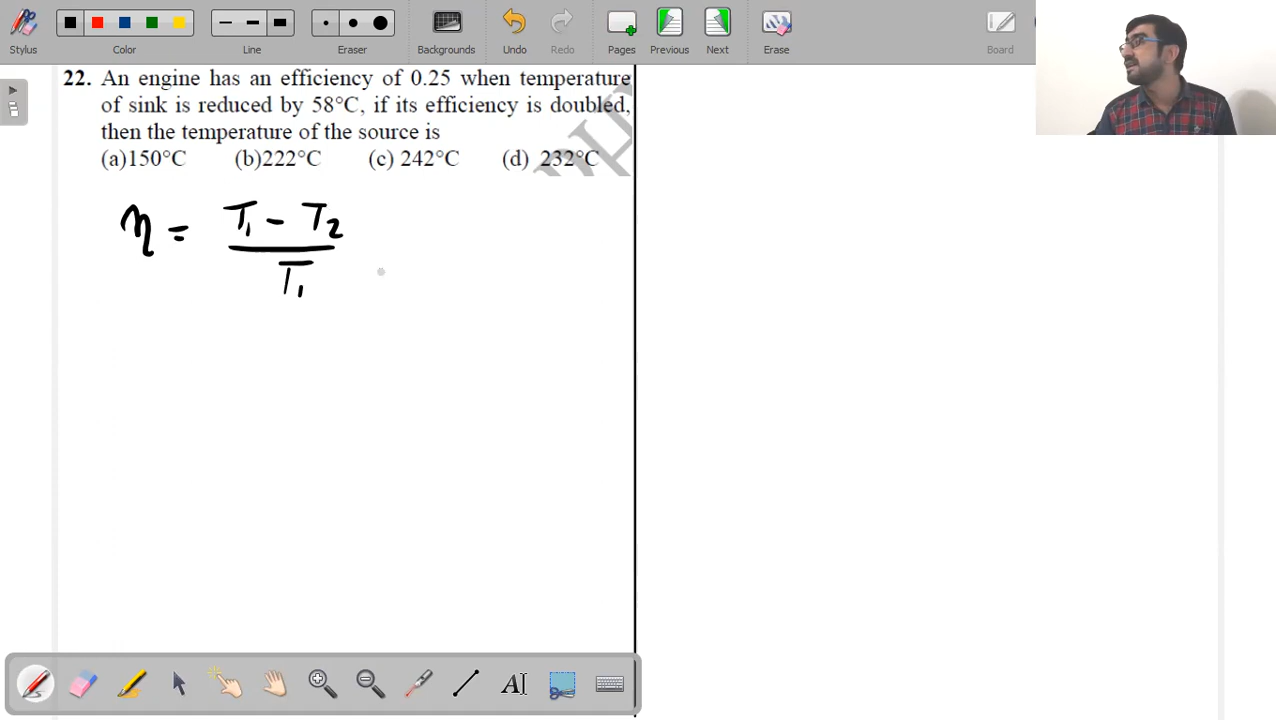 Stylus
Color
Line
Eraser
Backgrounds
Undo
Redo
Pages
Previous
Next
Erase
Board
22. An engine has an efficiency of 0.25 when temperature
of sink is reduced by 58°C, if its efficiency is doubled,
then the temperature of the source is
(a)150°C (b)222°C (c) 242°C (d) 232°C
η = T₁ - T₂
T₁